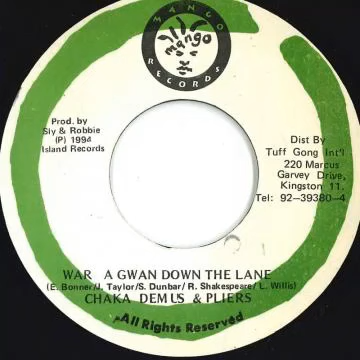 MANGO
mango
RECORDS
Prod. by
Sly & Robbie
(P) 1994
Island Records
Dist By
Tuff Gong Int'l
220 Marcus
Garvey Drive,
Kingston 11.
Tel: 92-39380-4
WAR A GWAN DOWN THE LANE
(E. Bonner/J. Taylor/S. Dunbar/ R. Shakespeare/ L. Willis)
CHAKA DEMUS & PLIERS
All Rights Reserved